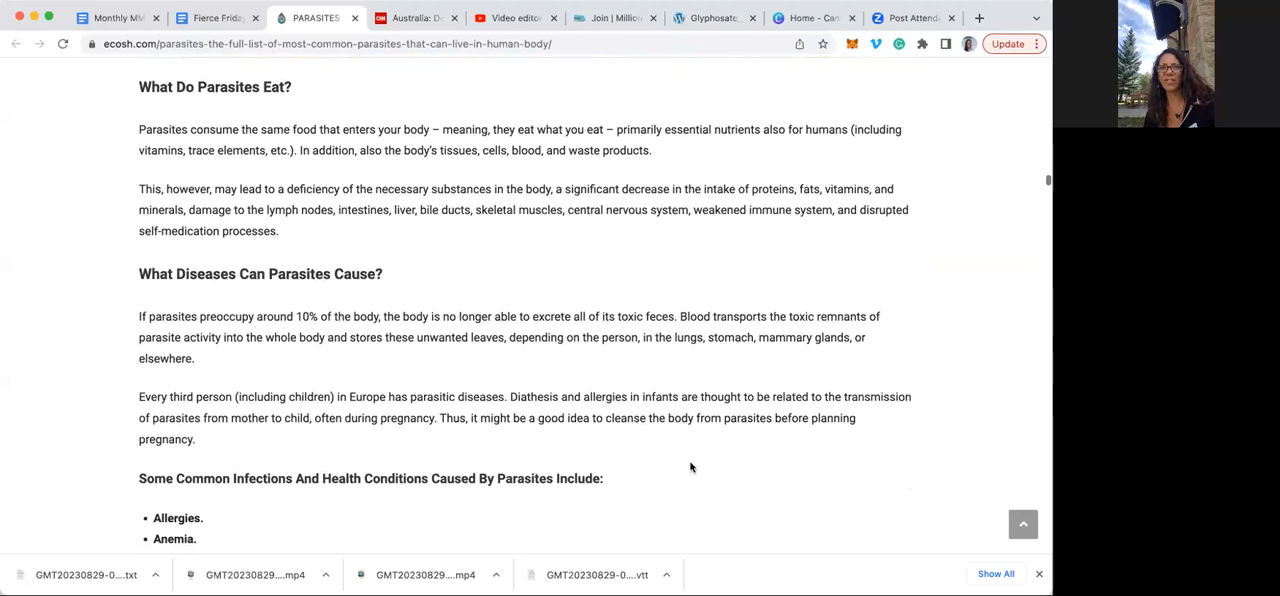 Monthly MM
Fierce Friday
PARASITES
Australia: De
Video editor
Join | Million
Glyphosate
Home - Can
Post Attend
ecosh.com/parasites-the-full-list-of-most-common-parasites-that-can-live-in-human-body/
Update
What Do Parasites Eat?
Parasites consume the same food that enters your body – meaning, they eat what you eat – primarily essential nutrients also for humans (including
vitamins, trace elements, etc.). In addition, also the body's tissues, cells, blood, and waste products.
This, however, may lead to a deficiency of the necessary substances in the body, a significant decrease in the intake of proteins, fats, vitamins, and
minerals, damage to the lymph nodes, intestines, liver, bile ducts, skeletal muscles, central nervous system, weakened immune system, and disrupted
self-medication processes.
What Diseases Can Parasites Cause?
If parasites preoccupy around 10% of the body, the body is no longer able to excrete all of its toxic feces. Blood transports the toxic remnants of
parasite activity into the whole body and stores these unwanted leaves, depending on the person, in the lungs, stomach, mammary glands, or
elsewhere.
Every third person (including children) in Europe has parasitic diseases. Diathesis and allergies in infants are thought to be related to the transmission
of parasites from mother to child, often during pregnancy. Thus, it might be a good idea to cleanse the body from parasites before planning
pregnancy.
Some Common Infections And Health Conditions Caused By Parasites Include:
• Allergies.
• Anemia.
GMT20230829-0....txt
GMT20230829....mp4
GMT20230829....mp4
GMT20230829-0....vtt
Show All